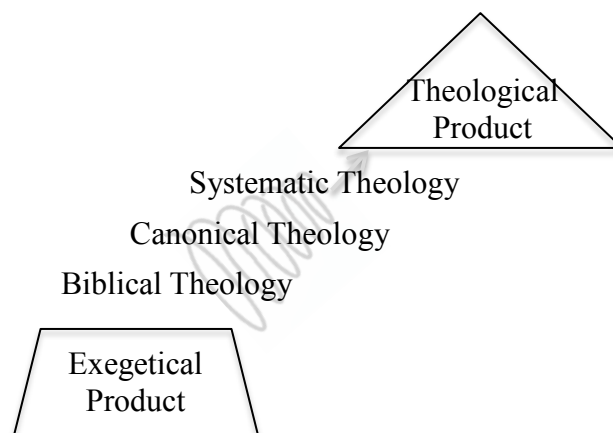 Theological
Product
Systematic Theology
Canonical Theology
Biblical Theology
Exegetical
Product